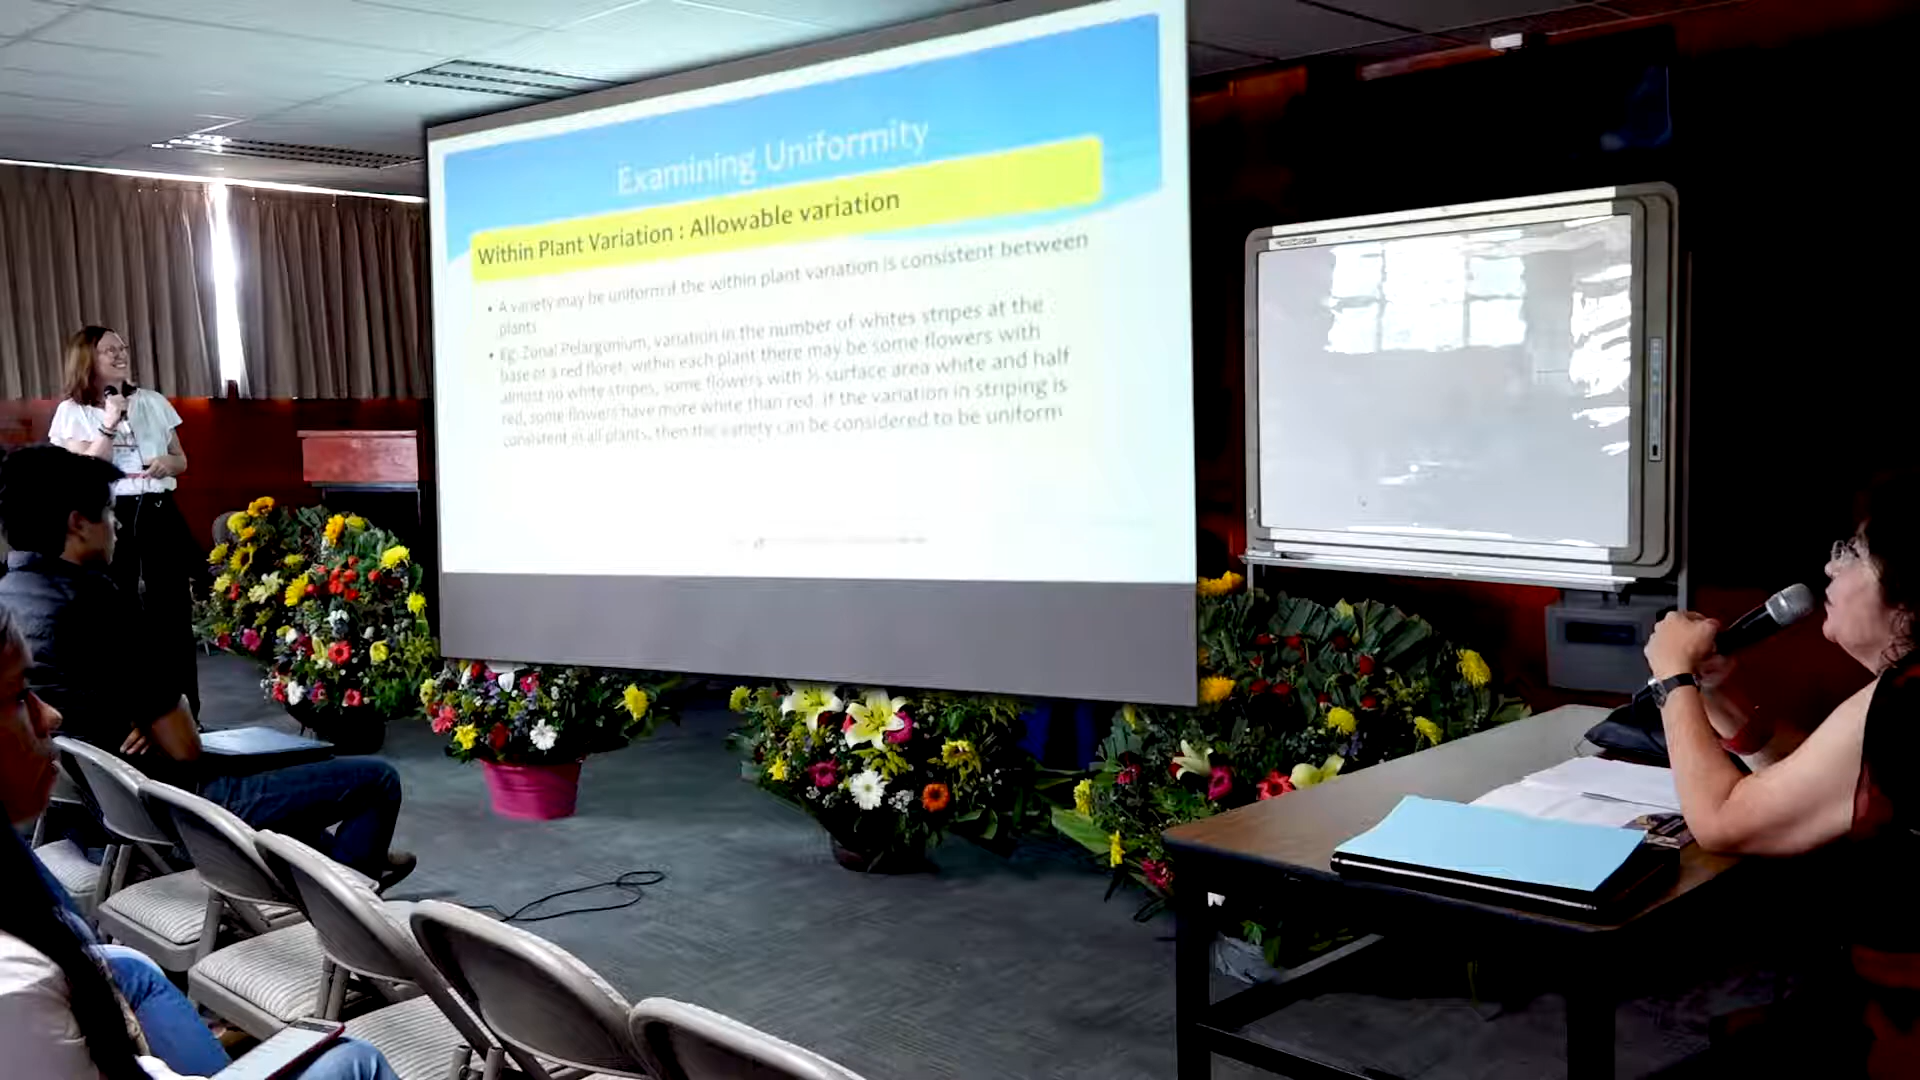 Examining Uniformity
Within Plant Variation : Allowable variation
• A variety may be uniform if the within plant variation is consistent between
plants
• Eg. Zonal Pelargonium, variation in the number of whites stripes at the
base of a red floret, within each plant there may be some flowers with
almost no white stripes, some flowers with ½ surface area white and half
red, some flowers have more white than red. If the variation in striping is
consistent in all plants, then the variety can be considered to be uniform